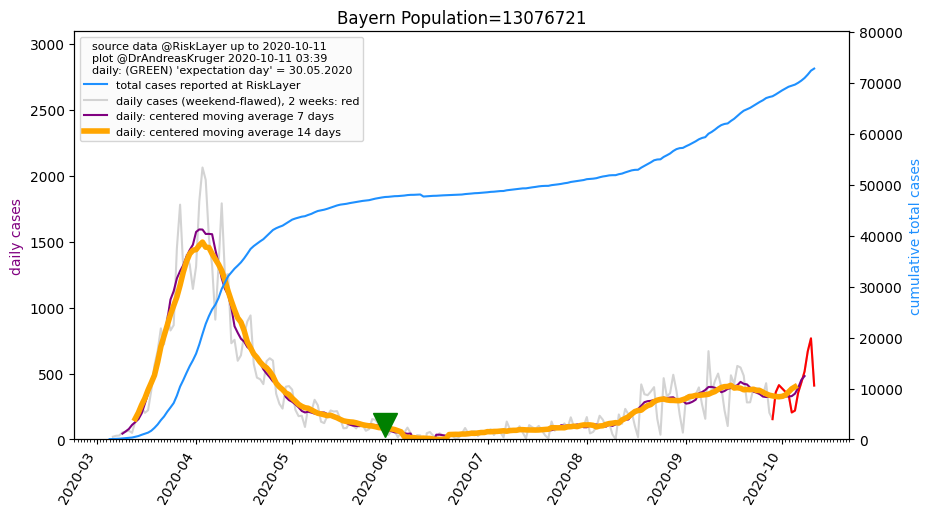 Bayern Population=13076721
source data @RiskLayer up to 2020-10-11
plot @DrAndreasKruger 2020-10-11 03:39
daily: (GREEN) 'expectation day' = 30.05.2020
total cases reported at RiskLayer
daily cases (weekend-flawed), 2 weeks: red
daily: centered moving average 7 days
daily: centered moving average 14 days
daily cases
3000
2500
2000
1500
1000
500
0
cumulative total cases
80000
70000
60000
50000
40000
30000
20000
10000
0
2020-03
2020-04
2020-05
2020-06
2020-07
2020-08
2020-09
2020-10